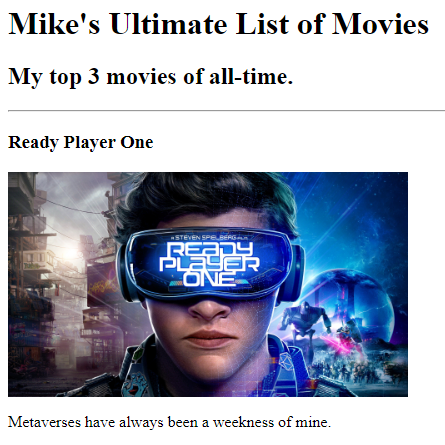 Mike's Ultimate List of Movies
My top 3 movies of all-time.
Ready Player One
A STEVEN SPIELBERG FILM
READY
PLAYER
ONE
Metaverses have always been a weekness of mine.